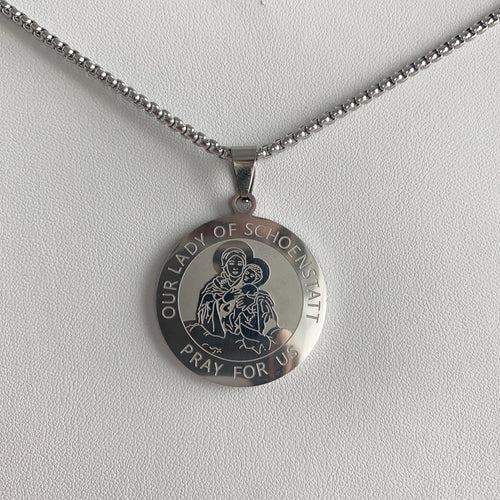 OUR LADY OF SCHOENSTATT
PRAY FOR US